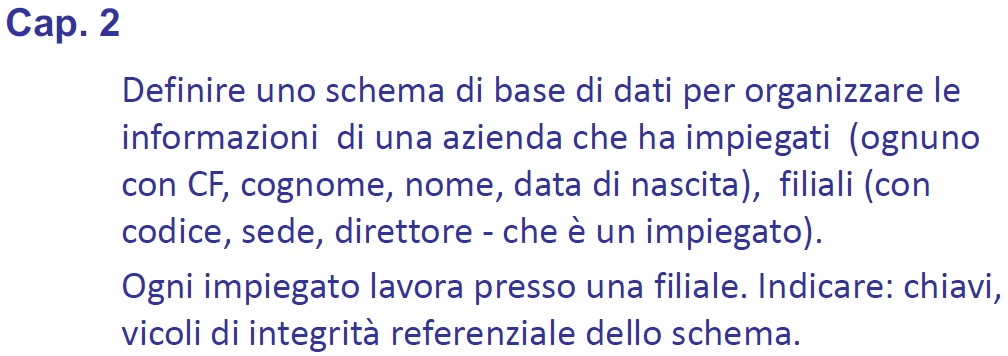 Cap. 2
Definire uno schema di base di dati per organizzare le
informazioni di una azienda che ha impiegati (ognuno
con CF, cognome, nome, data di nascita), filiali (con
codice, sede, direttore - che è un impiegato).
Ogni impiegato lavora presso una filiale. Indicare: chiavi,
vicoli di integrità referenziale dello schema.